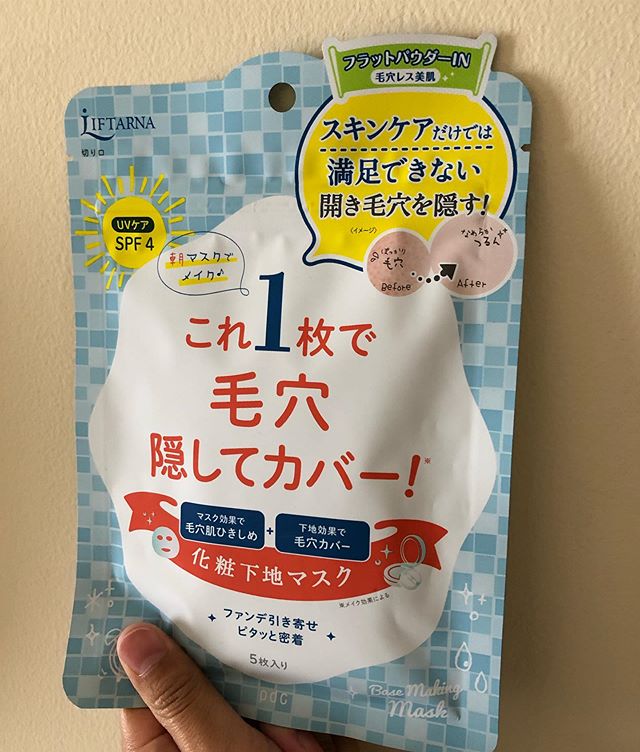 フラットパウダーIN
毛穴レス美肌
LIFTARNA
切り口
スキンケアだけでは
満足できない
開き毛穴を隠す!
(イメージ)
ぽっかり
毛穴
Before
なめらか
つるん
After
UVケア
SPF4
朝マスクで
メイク♪
これ1枚で
毛穴
隠してカバー!※
マスク効果で
毛穴肌ひきしめ
+
下地効果で
毛穴カバー
化粧下地マスク
※メイク効果による
ファンデ引き寄せ
ピタッと密着
5枚入り
pdc
Base Making
Mask